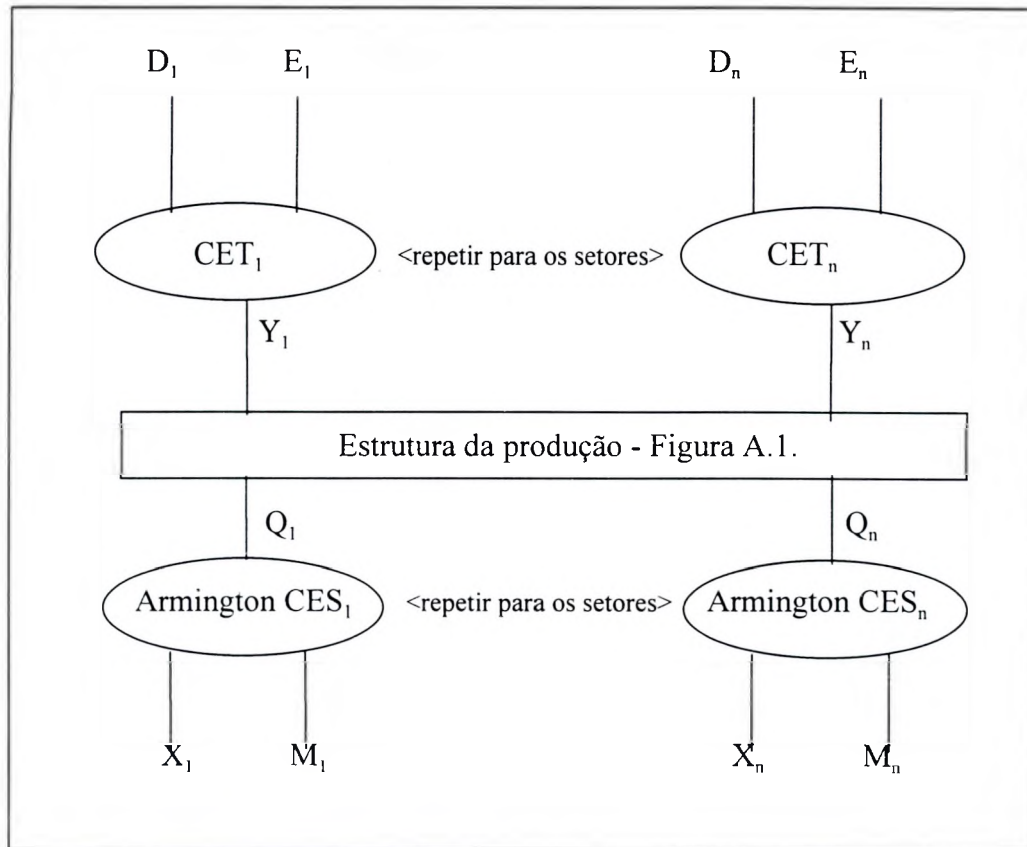 D₁ E₁ Dₙ Eₙ
CET₁ <repetir para os setores> CETₙ
Y₁ Yₙ
Estrutura da produção - Figura A.1.
Q₁ Qₙ
Armington CES₁ <repetir para os setores> Armington CESₙ
X₁ M₁ Xₙ Mₙ